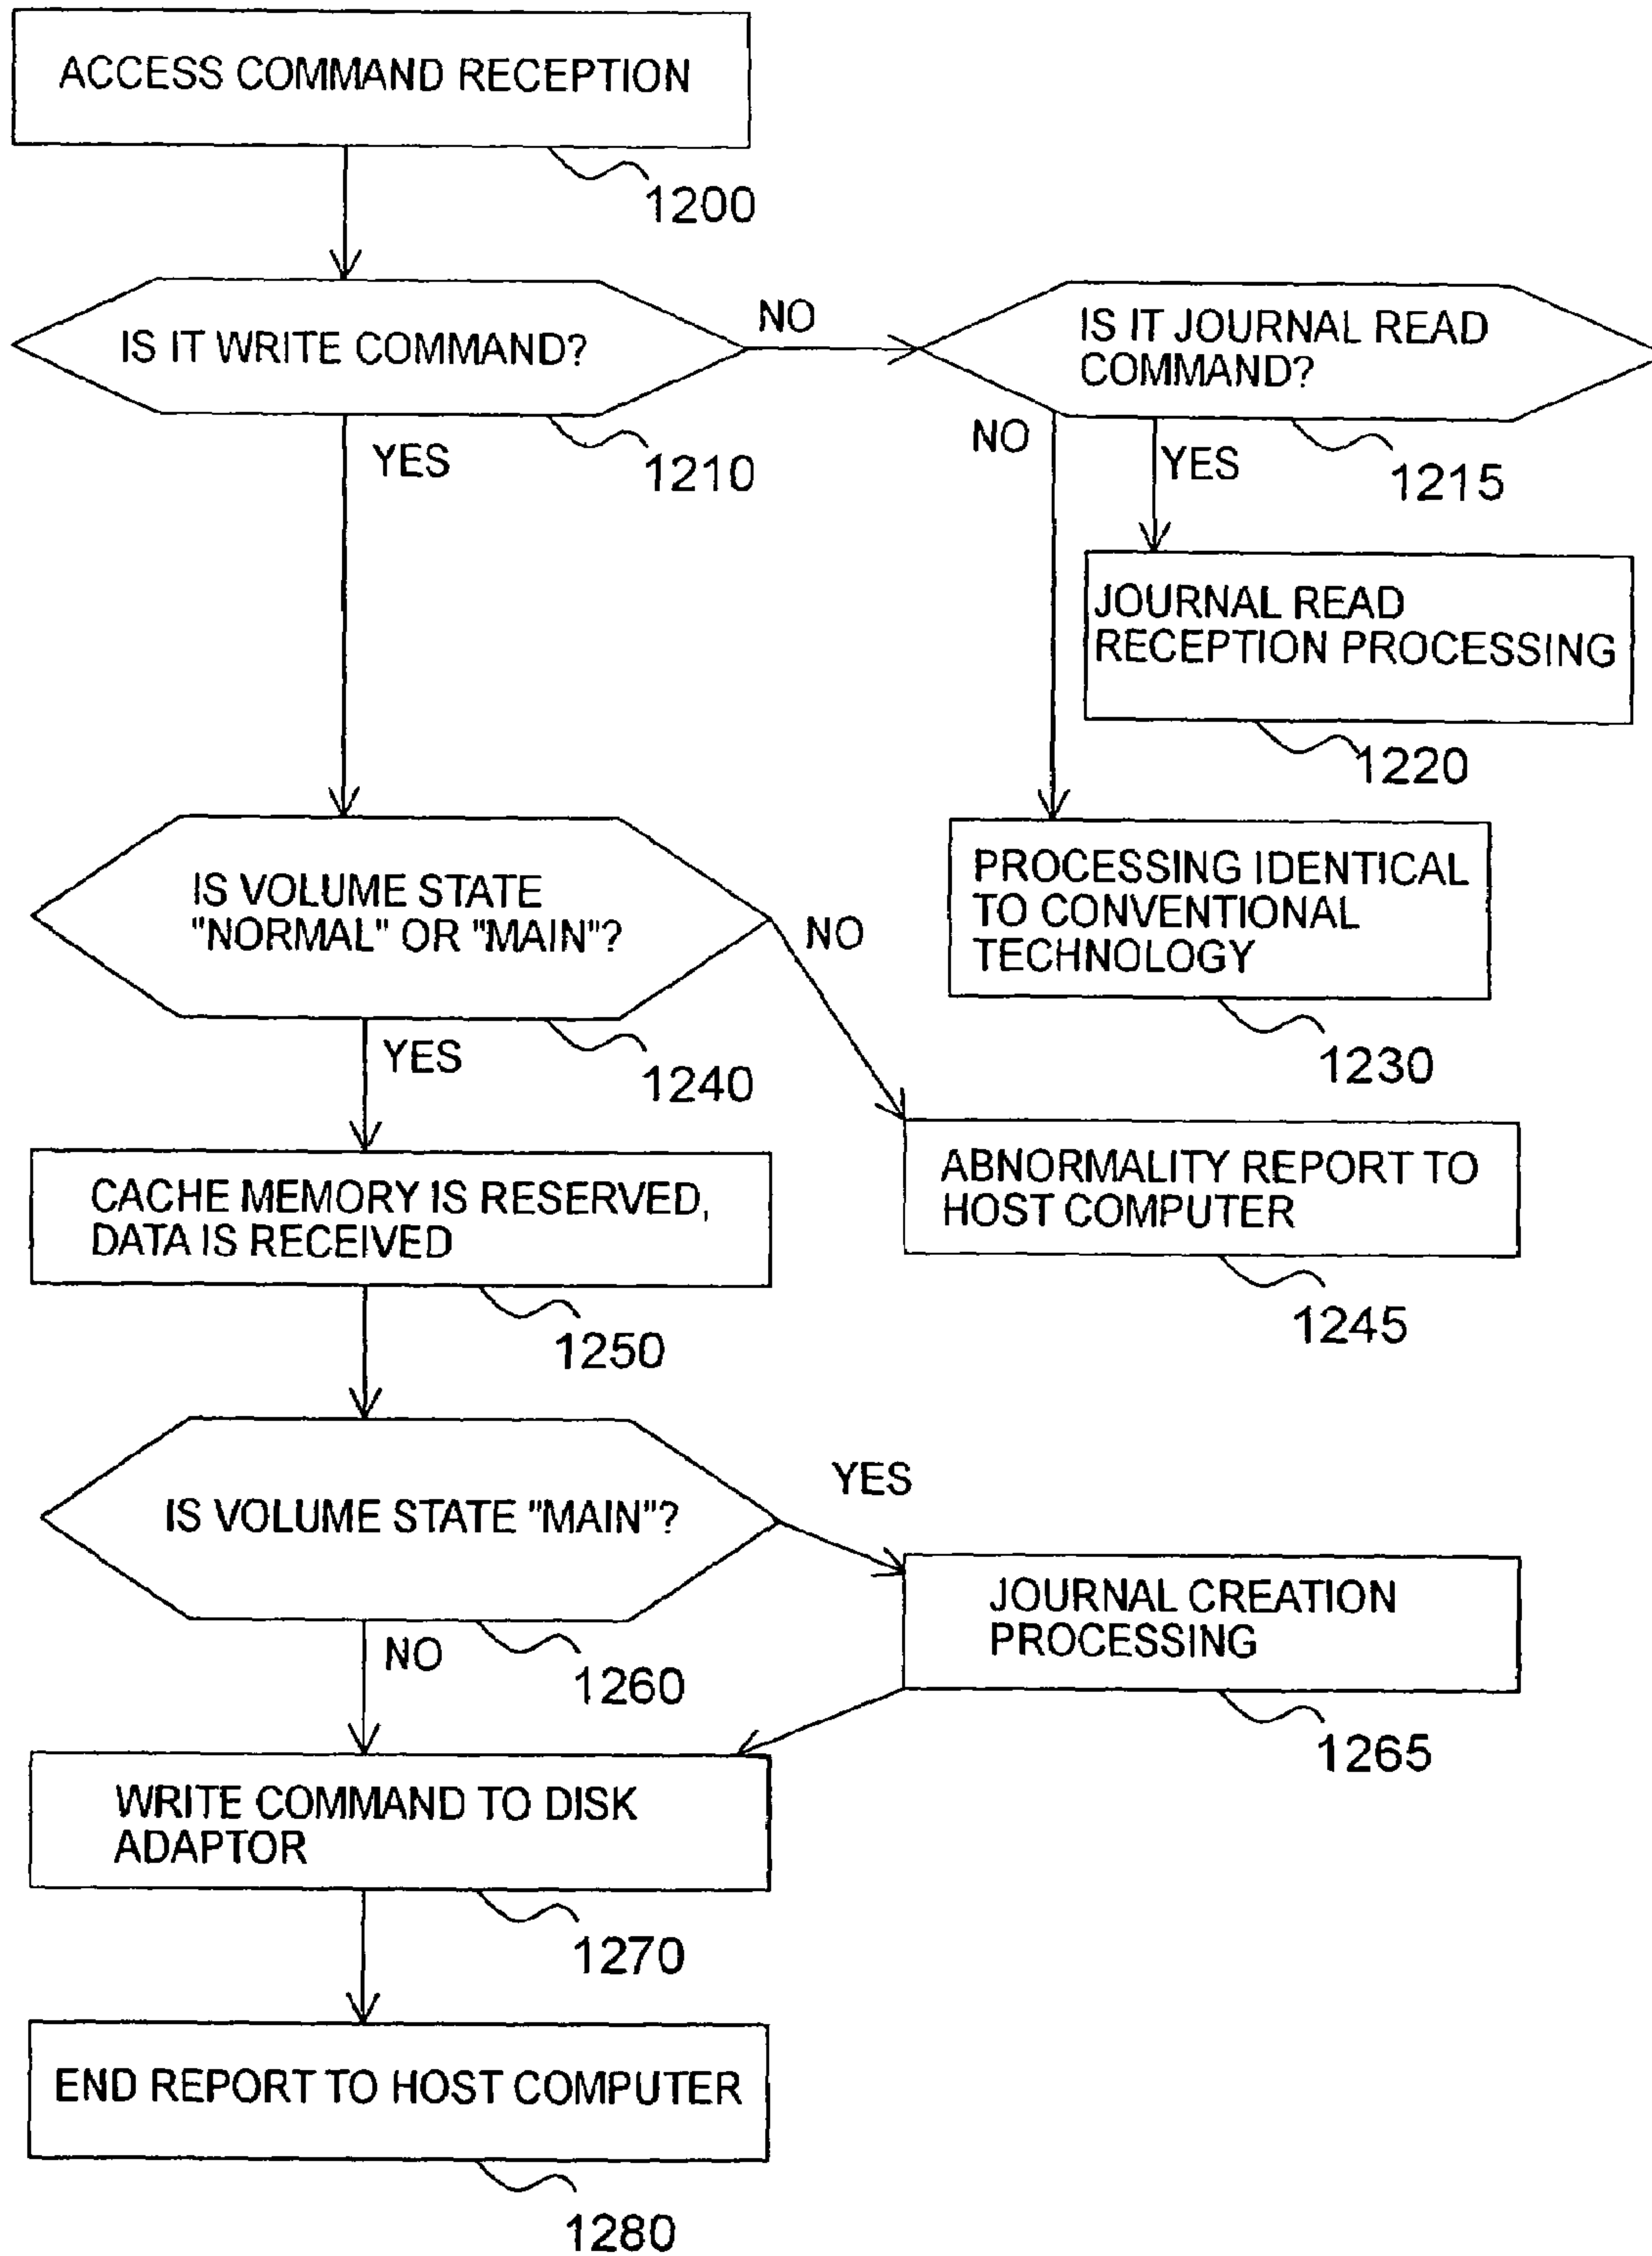 ACCESS COMMAND RECEPTION
1200
IS IT WRITE COMMAND?
NO
IS IT JOURNAL READ
COMMAND?
YES
1210
NO
YES
1215
JOURNAL READ
RECEPTION PROCESSING
1220
PROCESSING IDENTICAL
TO CONVENTIONAL
TECHNOLOGY
1230
IS VOLUME STATE
"NORMAL" OR "MAIN"?
NO
YES
1240
ABNORMALITY REPORT TO
HOST COMPUTER
1245
CACHE MEMORY IS RESERVED,
DATA IS RECEIVED
1250
IS VOLUME STATE "MAIN"?
YES
NO
1260
JOURNAL CREATION
PROCESSING
1265
WRITE COMMAND TO DISK
ADAPTOR
1270
END REPORT TO HOST COMPUTER
1280